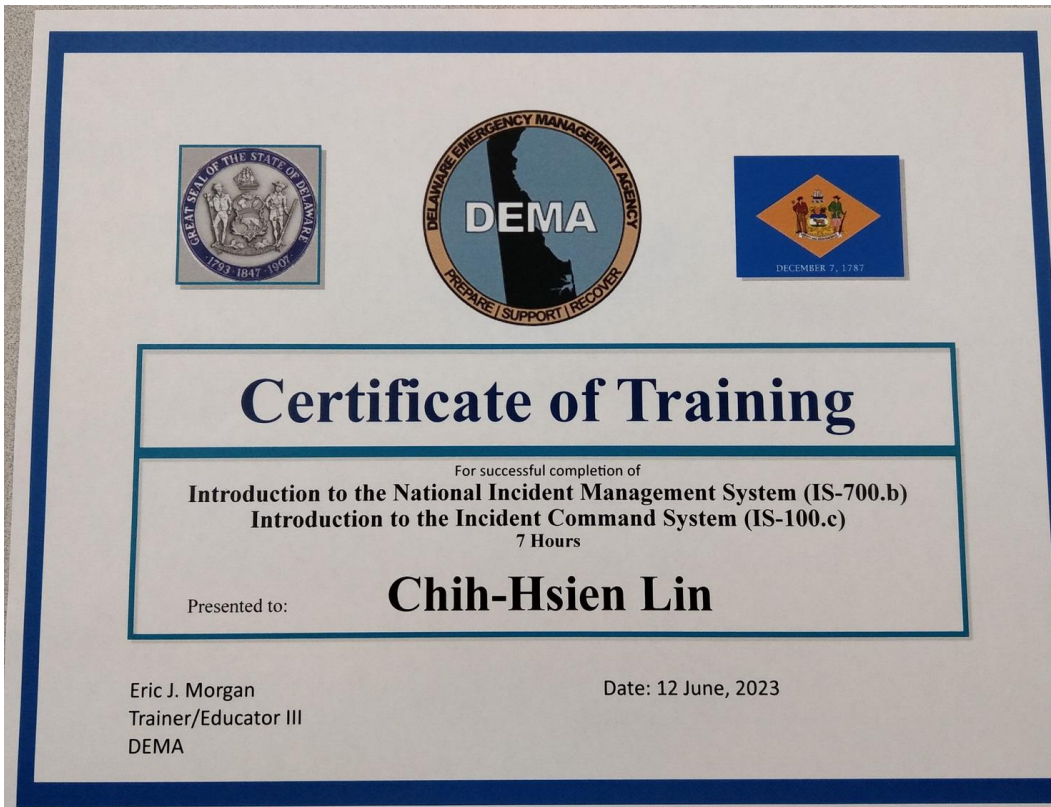 GREAT SEAL OF THE STATE OF DELAWARE
·1793·1847·1907·
DELAWARE EMERGENCY MANAGEMENT AGENCY
DEMA
PREPARE | SUPPORT | RECOVER
DECEMBER 7, 1787
Certificate of Training
For successful completion of
Introduction to the National Incident Management System (IS-700.b)
Introduction to the Incident Command System (IS-100.c)
7 Hours
Presented to: Chih-Hsien Lin
Eric J. Morgan
Date: 12 June, 2023
Trainer/Educator III
DEMA